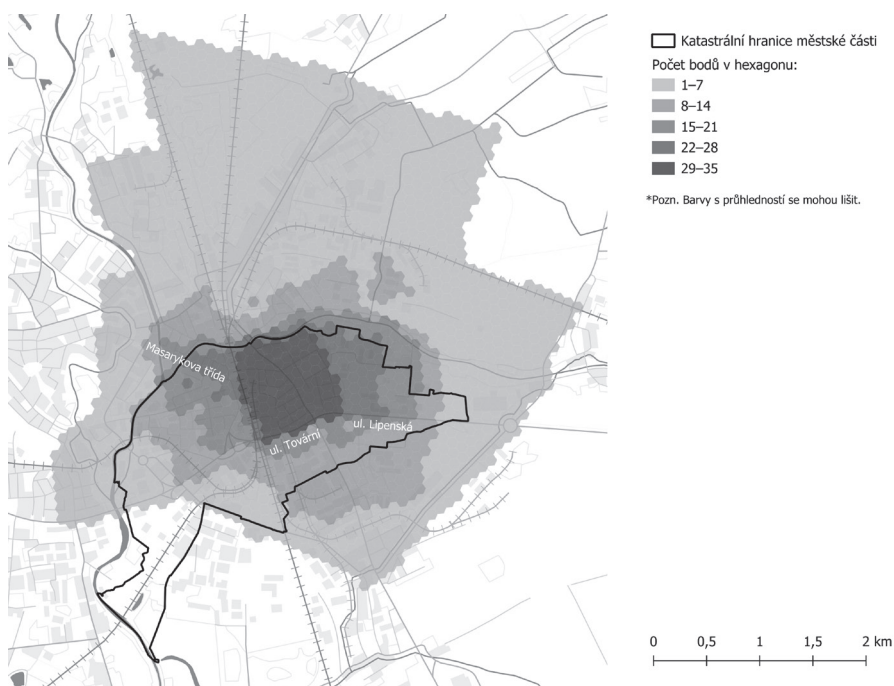 Katastrální hranice městské části
Počet bodů v hexagonu:
1–7
8–14
15–21
22–28
29–35
*Pozn. Barvy s průhledností se mohou lišit.
Masarykova třída
ul. Lipenská
ul. Tovární
0 0,5 1 1,5 2 km